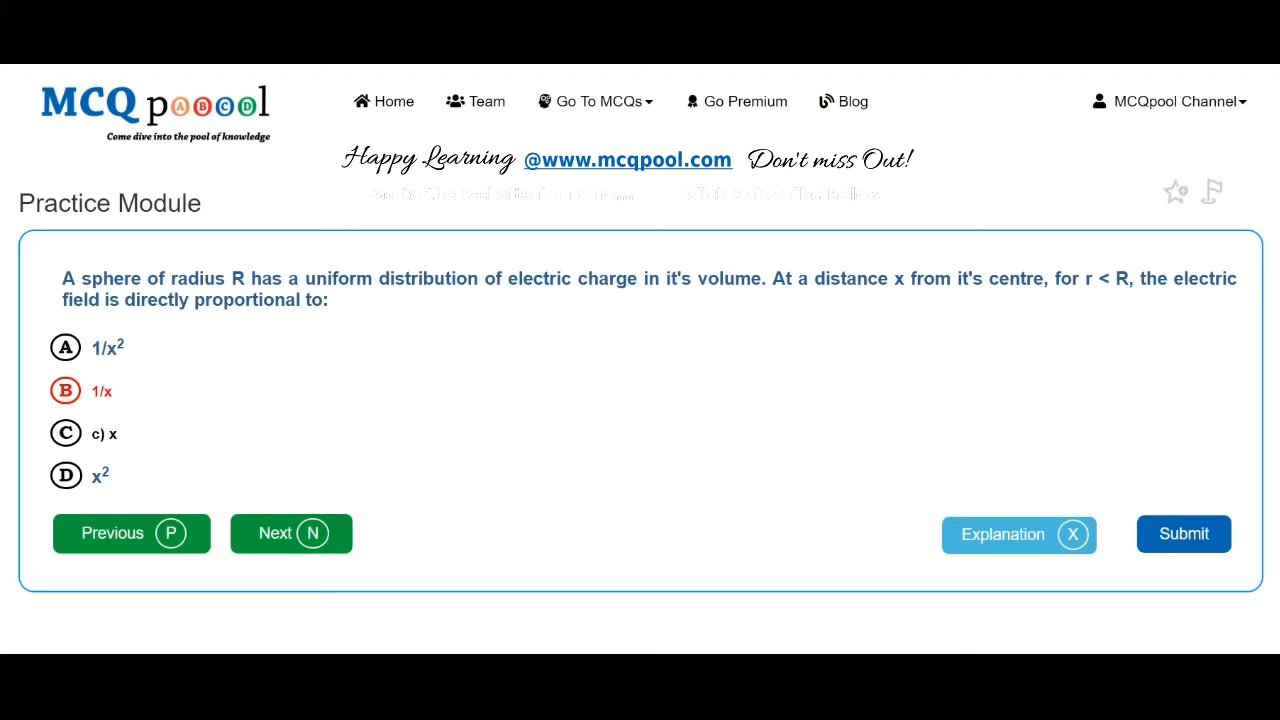 MCQ pooool
Come dive into the pool of knowledge
Home Team Go To MCQs Go Premium Blog MCQpool Channel
Happy Learning @www.mcqpool.com Don't miss Out!
Practice Module
A sphere of radius R has a uniform distribution of electric charge in it's volume. At a distance x from it's centre, for r < R, the electric
field is directly proportional to:
A 1/x²
B 1/x
C c) x
D x²
Previous P Next N Explanation X Submit